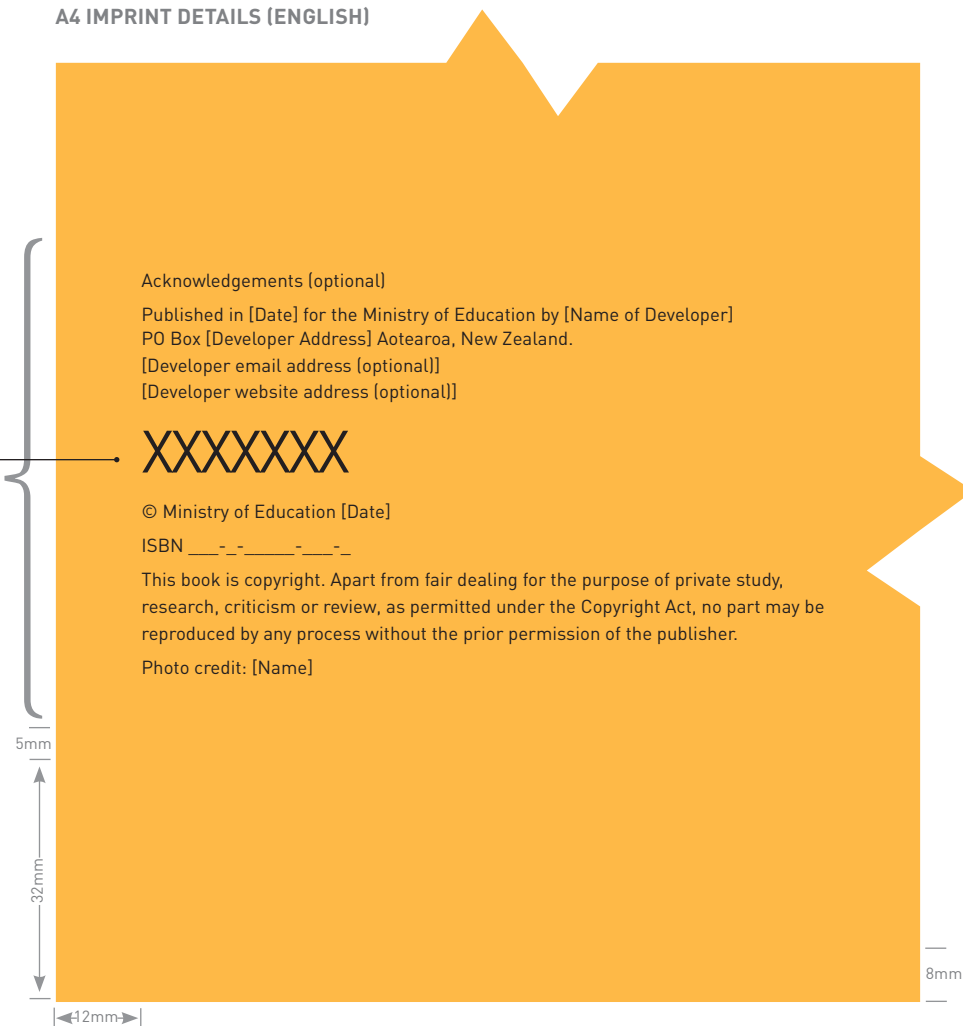 A4 IMPRINT DETAILS (ENGLISH)
Acknowledgements (optional)
Published in [Date] for the Ministry of Education by [Name of Developer]
PO Box [Developer Address] Aotearoa, New Zealand.
[Developer email address (optional)]
[Developer website address (optional)]
XXXXXXX
© Ministry of Education [Date]
ISBN ___-_-_____-___-_
This book is copyright. Apart from fair dealing for the purpose of private study,
research, criticism or review, as permitted under the Copyright Act, no part may be
reproduced by any process without the prior permission of the publisher.
Photo credit: [Name]
5mm
32mm
8mm
12mm